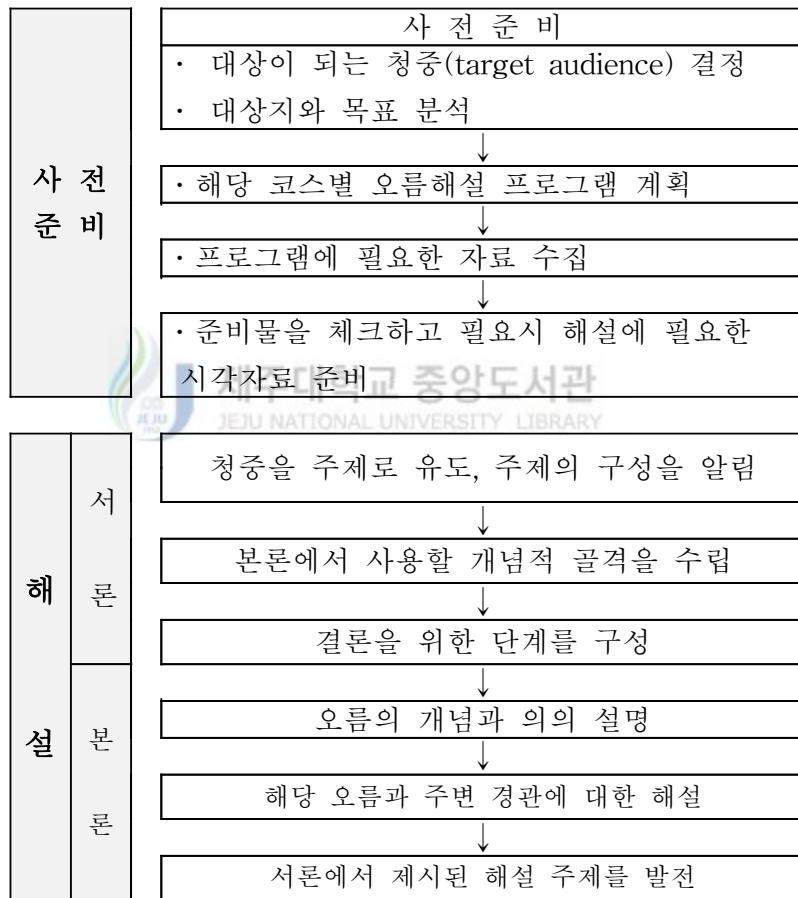 사 전 준 비
사 전 준 비
· 대상이 되는 청중(target audience) 결정
· 대상지와 목표 분석
↓
· 해당 코스별 오름해설 프로그램 계획
↓
· 프로그램에 필요한 자료 수집
↓
· 준비물을 체크하고 필요시 해설에 필요한
시각자료 준비
제주대학교 중앙도서관
JEJU NATIONAL UNIVERSITY LIBRARY
JEJU
1952
해 설
서 론
청중을 주제로 유도, 주제의 구성을 알림
↓
본론에서 사용할 개념적 골격을 수립
↓
결론을 위한 단계를 구성
↓
본 론
오름의 개념과 의의 설명
↓
해당 오름과 주변 경관에 대한 해설
↓
서론에서 제시된 해설 주제를 발전